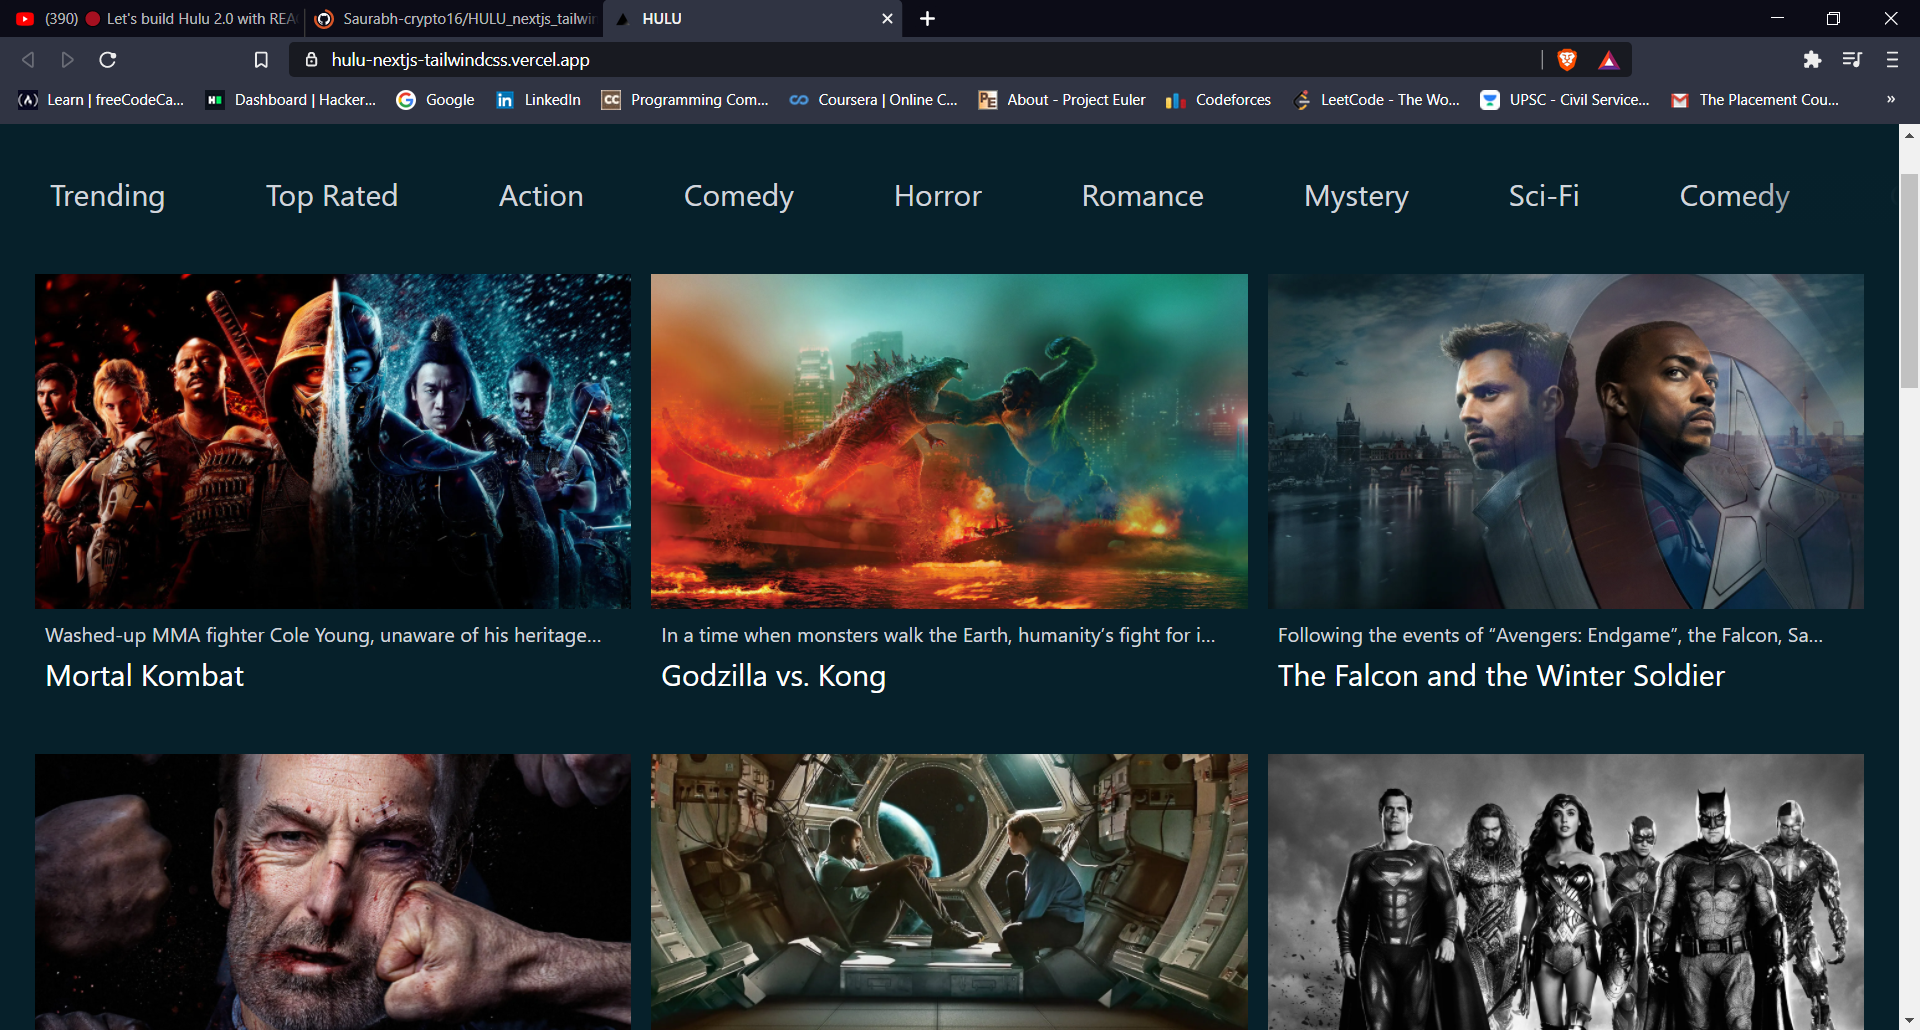 (390) Let's build Hulu 2.0 with REA
Saurabh-crypto16/HULU_nextjs_tailwin
HULU
hulu-nextjs-tailwindcss.vercel.app
Learn | freeCodeCa...
Dashboard | Hacker...
Google
LinkedIn
Programming Com...
Coursera | Online C...
About - Project Euler
Codeforces
LeetCode - The Wo...
UPSC - Civil Service...
The Placement Cou...
»
Trending Top Rated Action Comedy Horror Romance Mystery Sci-Fi Comedy
Washed-up MMA fighter Cole Young, unaware of his heritage...
Mortal Kombat
In a time when monsters walk the Earth, humanity's fight for i...
Godzilla vs. Kong
Following the events of “Avengers: Endgame”, the Falcon, Sa...
The Falcon and the Winter Soldier